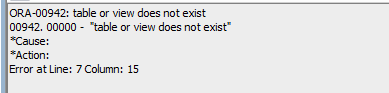 ORA-00942: table or view does not exist
00942. 00000 -  "table or view does not exist"
*Cause:
*Action:
Error at Line: 7 Column: 15